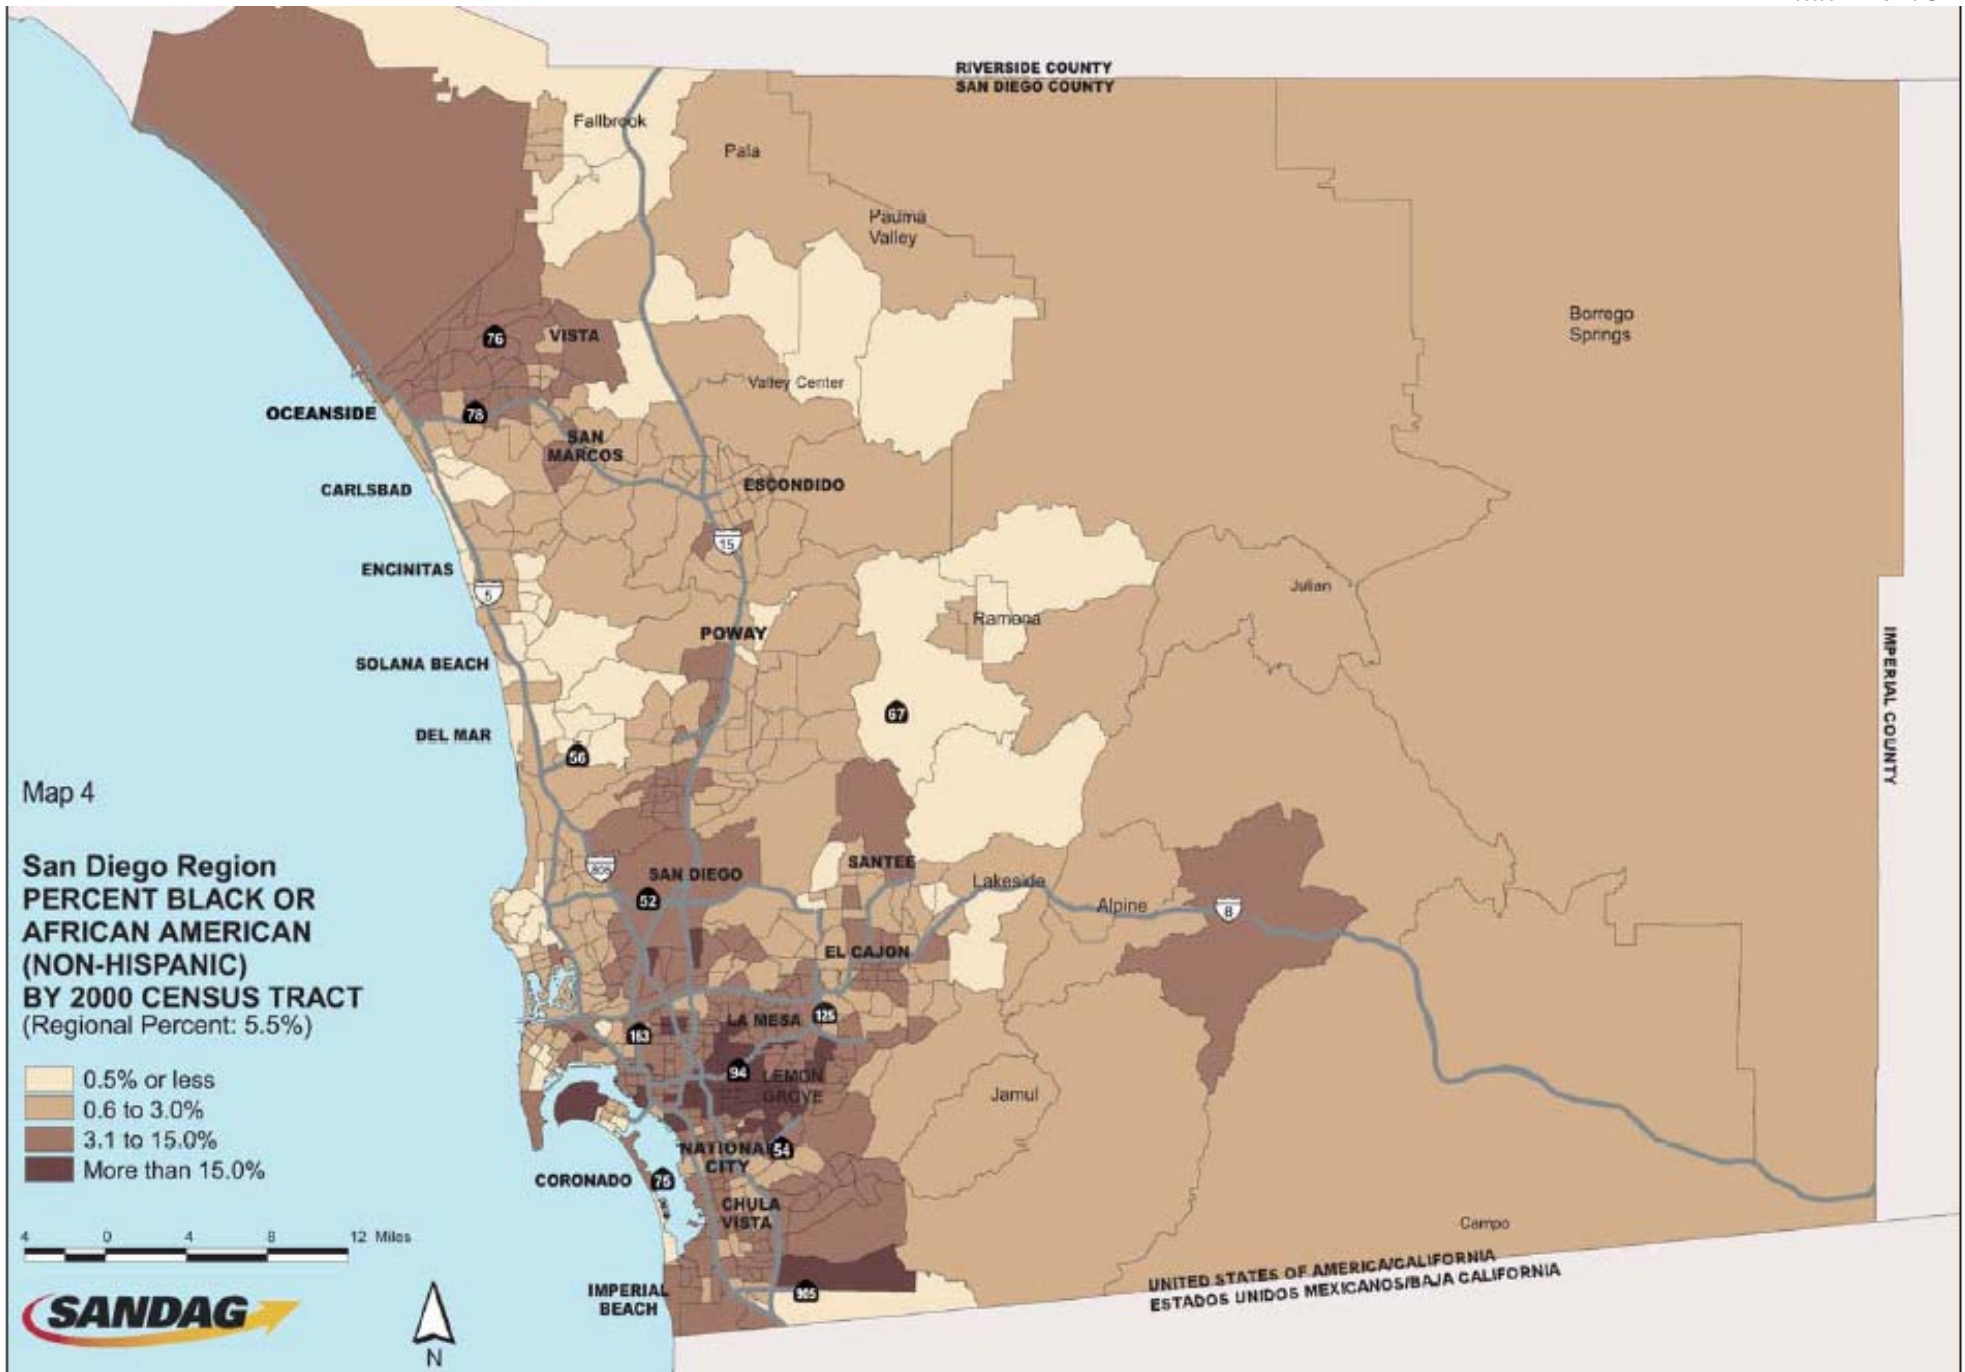 RIVERSIDE COUNTY
SAN DIEGO COUNTY
Fallbrook
Pala
Pauma
Valley
Borrego
Springs
76
VISTA
Valley Center
OCEANSIDE
78
SAN
MARCOS
CARLSBAD
ESCONDIDO
15
ENCINITAS
5
Julian
Ramona
POWAY
SOLANA BEACH
IMPERIAL COUNTY
67
DEL MAR
56
Map 4
San Diego Region
PERCENT BLACK OR
AFRICAN AMERICAN
(NON-HISPANIC)
BY 2000 CENSUS TRACT
(Regional Percent: 5.5%)
0.5% or less
0.6 to 3.0%
3.1 to 15.0%
More than 15.0%
805
SAN DIEGO
SANTEE
52
Lakeside
Alpine
8
EL CAJON
LA MESA
125
163
94
LEMON
GROVE
Jamul
NATIONAL
CITY
54
CORONADO
75
CHULA
VISTA
Campo
4 0 4 8 12 Miles
IMPERIAL
BEACH
905
UNITED STATES OF AMERICA/CALIFORNIA
ESTADOS UNIDOS MEXICANOS/BAJA CALIFORNIA
SANDAG
N